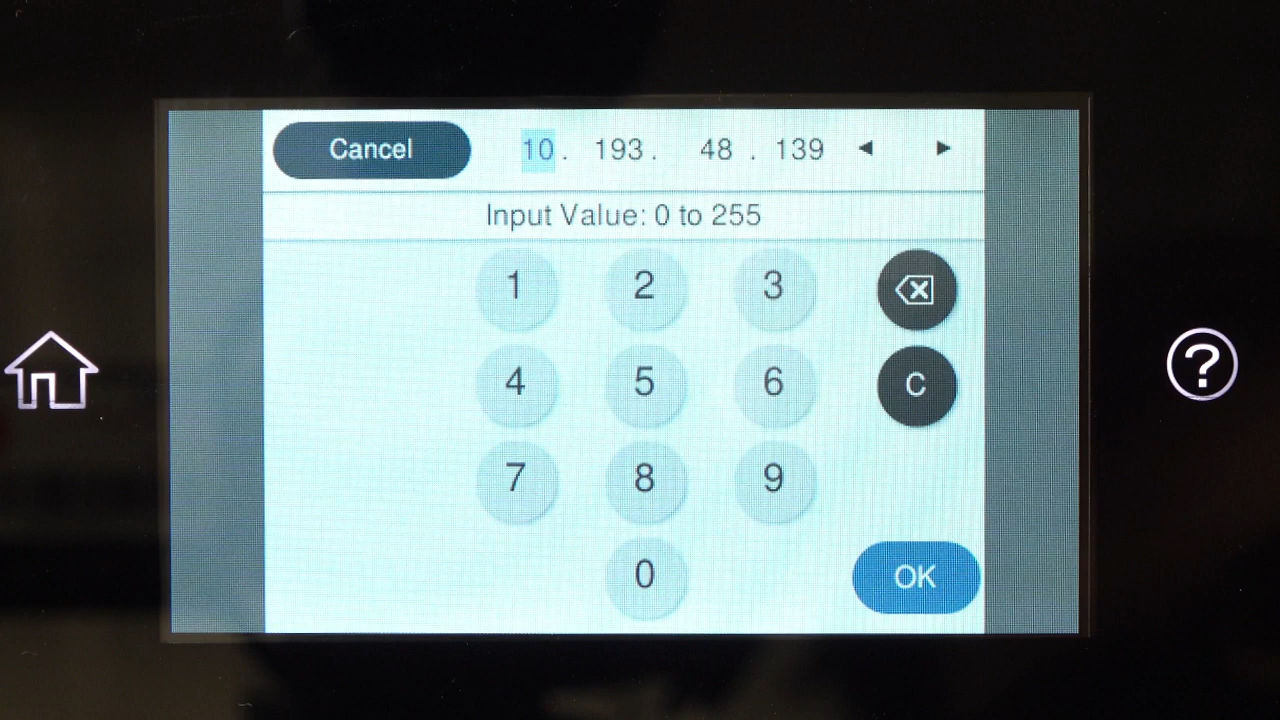 Cancel 10. 193. 48 . 139 ◄ ►
Input Value: 0 to 255
1 2 3
4 5 6 C
7 8 9
0 OK
?